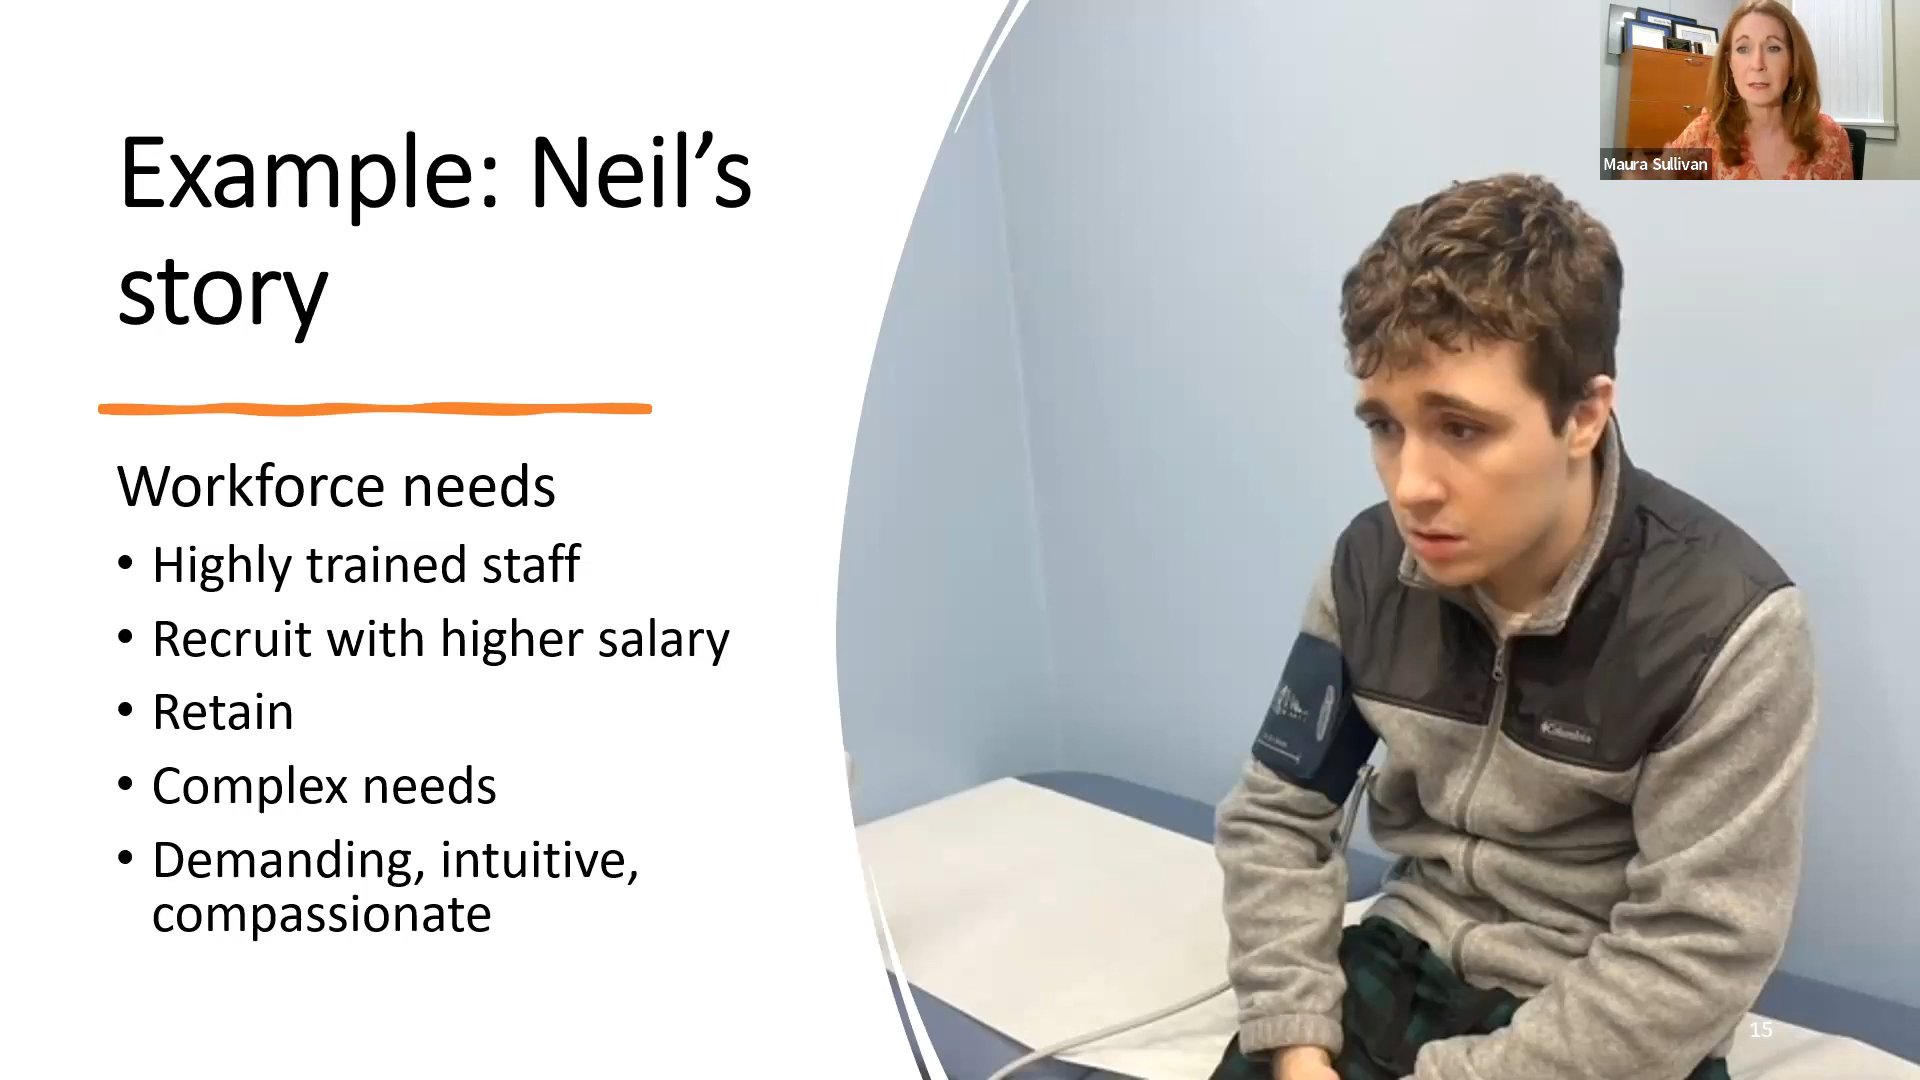 Example: Neil’s
story
Workforce needs
• Highly trained staff
• Recruit with higher salary
• Retain
• Complex needs
• Demanding, intuitive,
compassionate
Maura Sullivan
Columbia
15